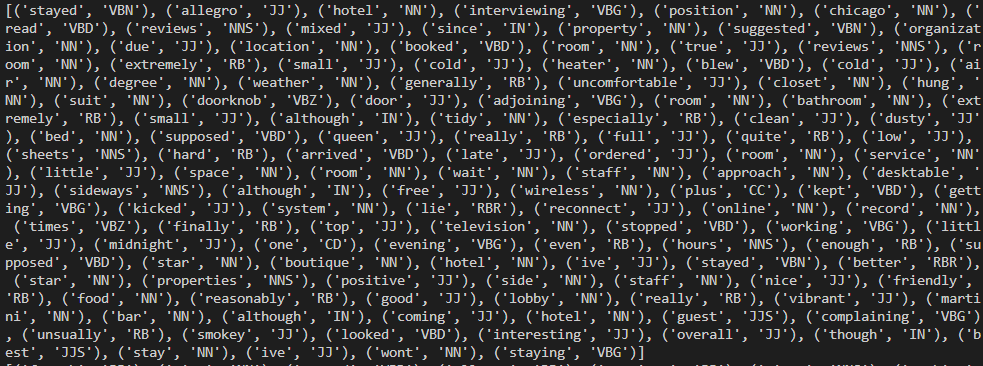 [('stayed', 'VBN'), ('allegro', 'JJ'), ('hotel', 'NN'), ('interviewing', 'VBG'), ('position', 'NN'), ('chicago', 'NN'), ('
read', 'VBD'), ('reviews', 'NNS'), ('mixed', 'JJ'), ('since', 'IN'), ('property', 'NN'), ('suggested', 'VBN'), ('organizat
ion', 'NN'), ('due', 'JJ'), ('location', 'NN'), ('booked', 'VBD'), ('room', 'NN'), ('true', 'JJ'), ('reviews', 'NNS'), ('r
oom', 'NN'), ('extremely', 'RB'), ('small', 'JJ'), ('cold', 'JJ'), ('heater', 'NN'), ('blew', 'VBD'), ('cold', 'JJ'), ('ai
r', 'NN'), ('degree', 'NN'), ('weather', 'NN'), ('generally', 'RB'), ('uncomfortable', 'JJ'), ('closet', 'NN'), ('hung', '
NN'), ('suit', 'NN'), ('doorknob', 'VBZ'), ('door', 'JJ'), ('adjoining', 'VBG'), ('room', 'NN'), ('bathroom', 'NN'), ('ext
remely', 'RB'), ('small', 'JJ'), ('although', 'IN'), ('tidy', 'NN'), ('especially', 'RB'), ('clean', 'JJ'), ('dusty', 'JJ'
), ('bed', 'NN'), ('supposed', 'VBD'), ('queen', 'JJ'), ('really', 'RB'), ('full', 'JJ'), ('quite', 'RB'), ('low', 'JJ'),
('sheets', 'NNS'), ('hard', 'RB'), ('arrived', 'VBD'), ('late', 'JJ'), ('ordered', 'JJ'), ('room', 'NN'), ('service', 'NN'
), ('little', 'JJ'), ('space', 'NN'), ('room', 'NN'), ('wait', 'NN'), ('staff', 'NN'), ('approach', 'NN'), ('desktable', '
JJ'), ('sideways', 'NNS'), ('although', 'IN'), ('free', 'JJ'), ('wireless', 'NN'), ('plus', 'CC'), ('kept', 'VBD'), ('gett
ing', 'VBG'), ('kicked', 'JJ'), ('system', 'NN'), ('lie', 'RBR'), ('reconnect', 'JJ'), ('online', 'NN'), ('record', 'NN'),
('times', 'VBZ'), ('finally', 'RB'), ('top', 'JJ'), ('television', 'NN'), ('stopped', 'VBD'), ('working', 'VBG'), ('littl
e', 'JJ'), ('midnight', 'JJ'), ('one', 'CD'), ('evening', 'VBG'), ('even', 'RB'), ('hours', 'NNS'), ('enough', 'RB'), ('su
pposed', 'VBD'), ('star', 'NN'), ('boutique', 'NN'), ('hotel', 'NN'), ('ive', 'JJ'), ('stayed', 'VBN'), ('better', 'RBR'),
('star', 'NN'), ('properties', 'NNS'), ('positive', 'JJ'), ('side', 'NN'), ('staff', 'NN'), ('nice', 'JJ'), ('friendly',
'RB'), ('food', 'NN'), ('reasonably', 'RB'), ('good', 'JJ'), ('lobby', 'NN'), ('really', 'RB'), ('vibrant', 'JJ'), ('marti
ni', 'NN'), ('bar', 'NN'), ('although', 'IN'), ('coming', 'JJ'), ('hotel', 'NN'), ('guest', 'JJS'), ('complaining', 'VBG')
, ('unsually', 'RB'), ('smokey', 'JJ'), ('looked', 'VBD'), ('interesting', 'JJ'), ('overall', 'JJ'), ('though', 'IN'), ('b
est', 'JJS'), ('stay', 'NN'), ('ive', 'JJ'), ('wont', 'NN'), ('staying', 'VBG')]